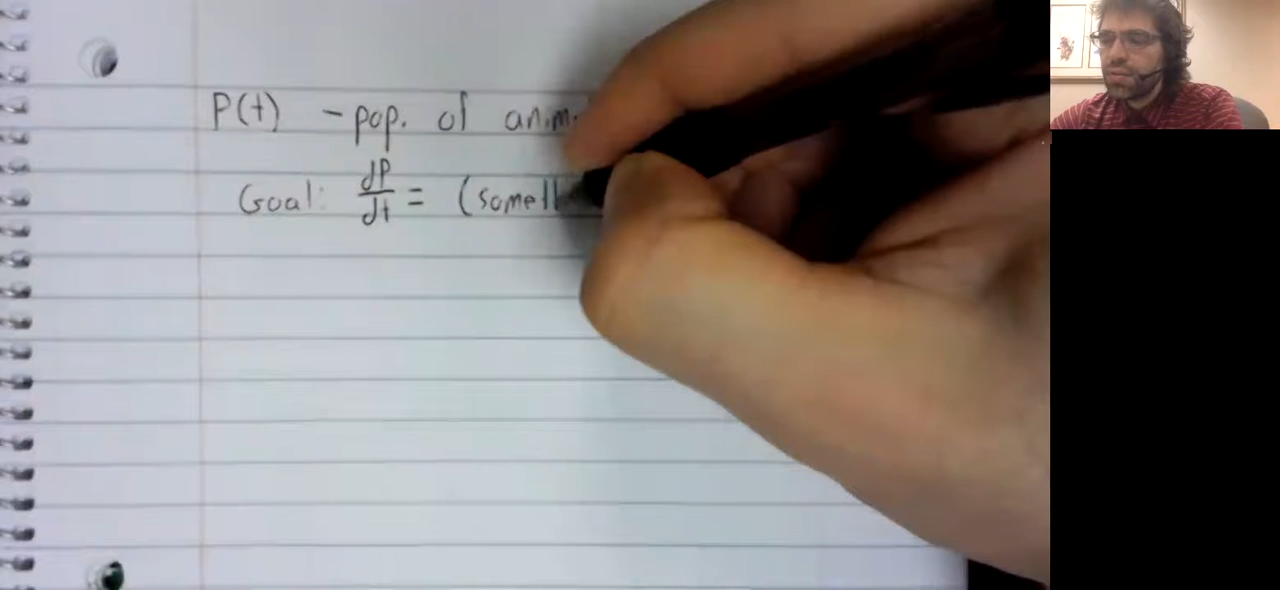 P(t) - pop. of
Goal: dP/dt = (